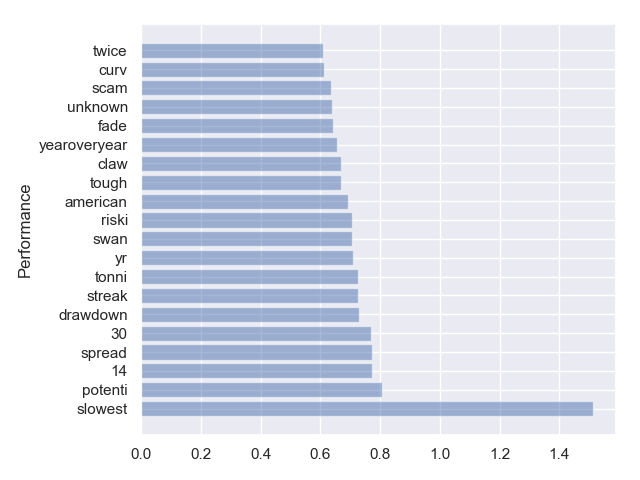 twice
curv
scam
unknown
fade
yearoveryear
claw
tough
american
riski
swan
yr
tonni
streak
drawdown
30
spread
14
potenti
slowest
Performance
0.0 0.2 0.4 0.6 0.8 1.0 1.2 1.4